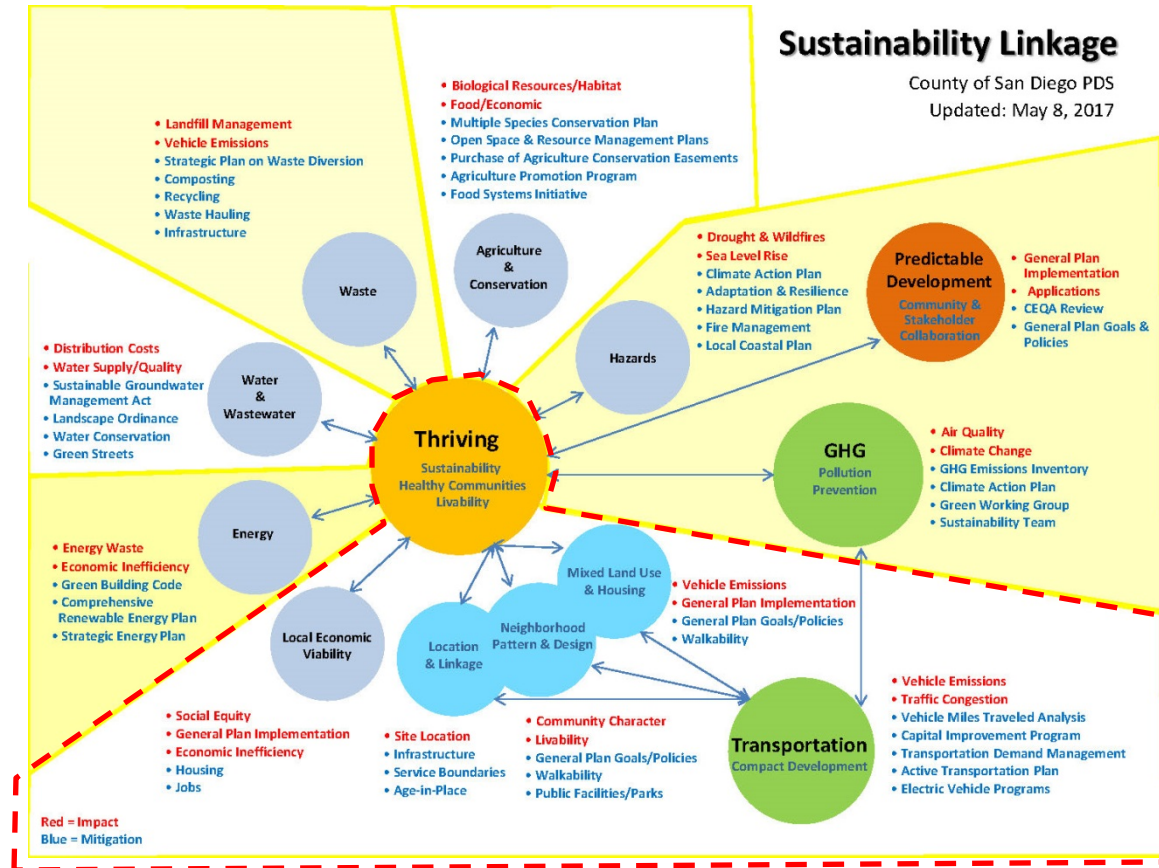 Sustainability Linkage
County of San Diego PDS
Updated: May 8, 2017
• Landfill Management
• Vehicle Emissions
• Strategic Plan on Waste Diversion
• Composting
• Recycling
• Waste Hauling
• Infrastructure
Waste
• Biological Resources/Habitat
• Food/Economic
• Multiple Species Conservation Plan
• Open Space & Resource Management Plans
• Purchase of Agriculture Conservation Easements
• Agriculture Promotion Program
• Food Systems Initiative
Agriculture
&
Conservation
• Drought & Wildfires
• Sea Level Rise
• Climate Action Plan
• Adaptation & Resilience
• Hazard Mitigation Plan
• Fire Management
• Local Coastal Plan
Hazards
Predictable
Development
Community &
Stakeholder
Collaboration
• General Plan
Implementation
• Applications
• CEQA Review
• General Plan Goals &
Policies
• Distribution Costs
• Water Supply/Quality
• Sustainable Groundwater
Management Act
• Landscape Ordinance
• Water Conservation
• Green Streets
Water
&
Wastewater
Thriving
Sustainability
Healthy Communities
Livability
GHG
Pollution
Prevention
• Air Quality
• Climate Change
• GHG Emissions Inventory
• Climate Action Plan
• Green Working Group
• Sustainability Team
• Energy Waste
• Economic Inefficiency
• Green Building Code
• Comprehensive
Renewable Energy Plan
• Strategic Energy Plan
Energy
Local Economic
Viability
Location
& Linkage
Neighborhood
Pattern & Design
Mixed Land Use
& Housing
• Vehicle Emissions
• General Plan Implementation
• General Plan Goals/Policies
• Walkability
• Social Equity
• General Plan Implementation
• Economic Inefficiency
• Housing
• Jobs
• Site Location
• Infrastructure
• Service Boundaries
• Age-in-Place
• Community Character
• Livability
• General Plan Goals/Policies
• Walkability
• Public Facilities/Parks
Transportation
Compact Development
• Vehicle Emissions
• Traffic Congestion
• Vehicle Miles Traveled Analysis
• Capital Improvement Program
• Transportation Demand Management
• Active Transportation Plan
• Electric Vehicle Programs
Red = Impact
Blue = Mitigation